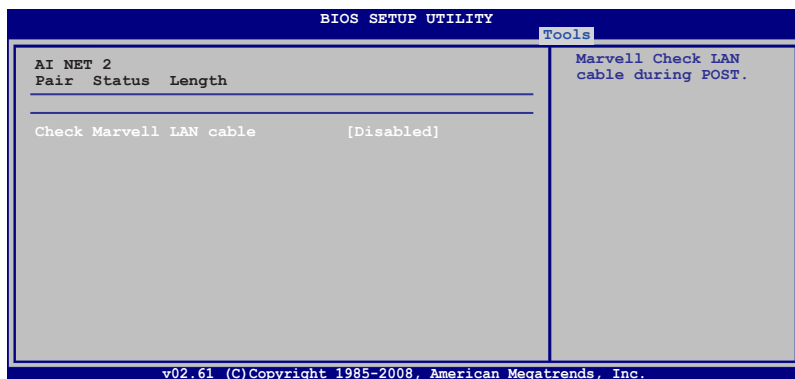 BIOS SETUP UTILITY
Tools
AI NET 2
Pair Status Length
Check Marvell LAN cable [Disabled]
Marvell Check LAN
cable during POST.
v02.61 (C)Copyright 1985-2008, American Megatrends, Inc.